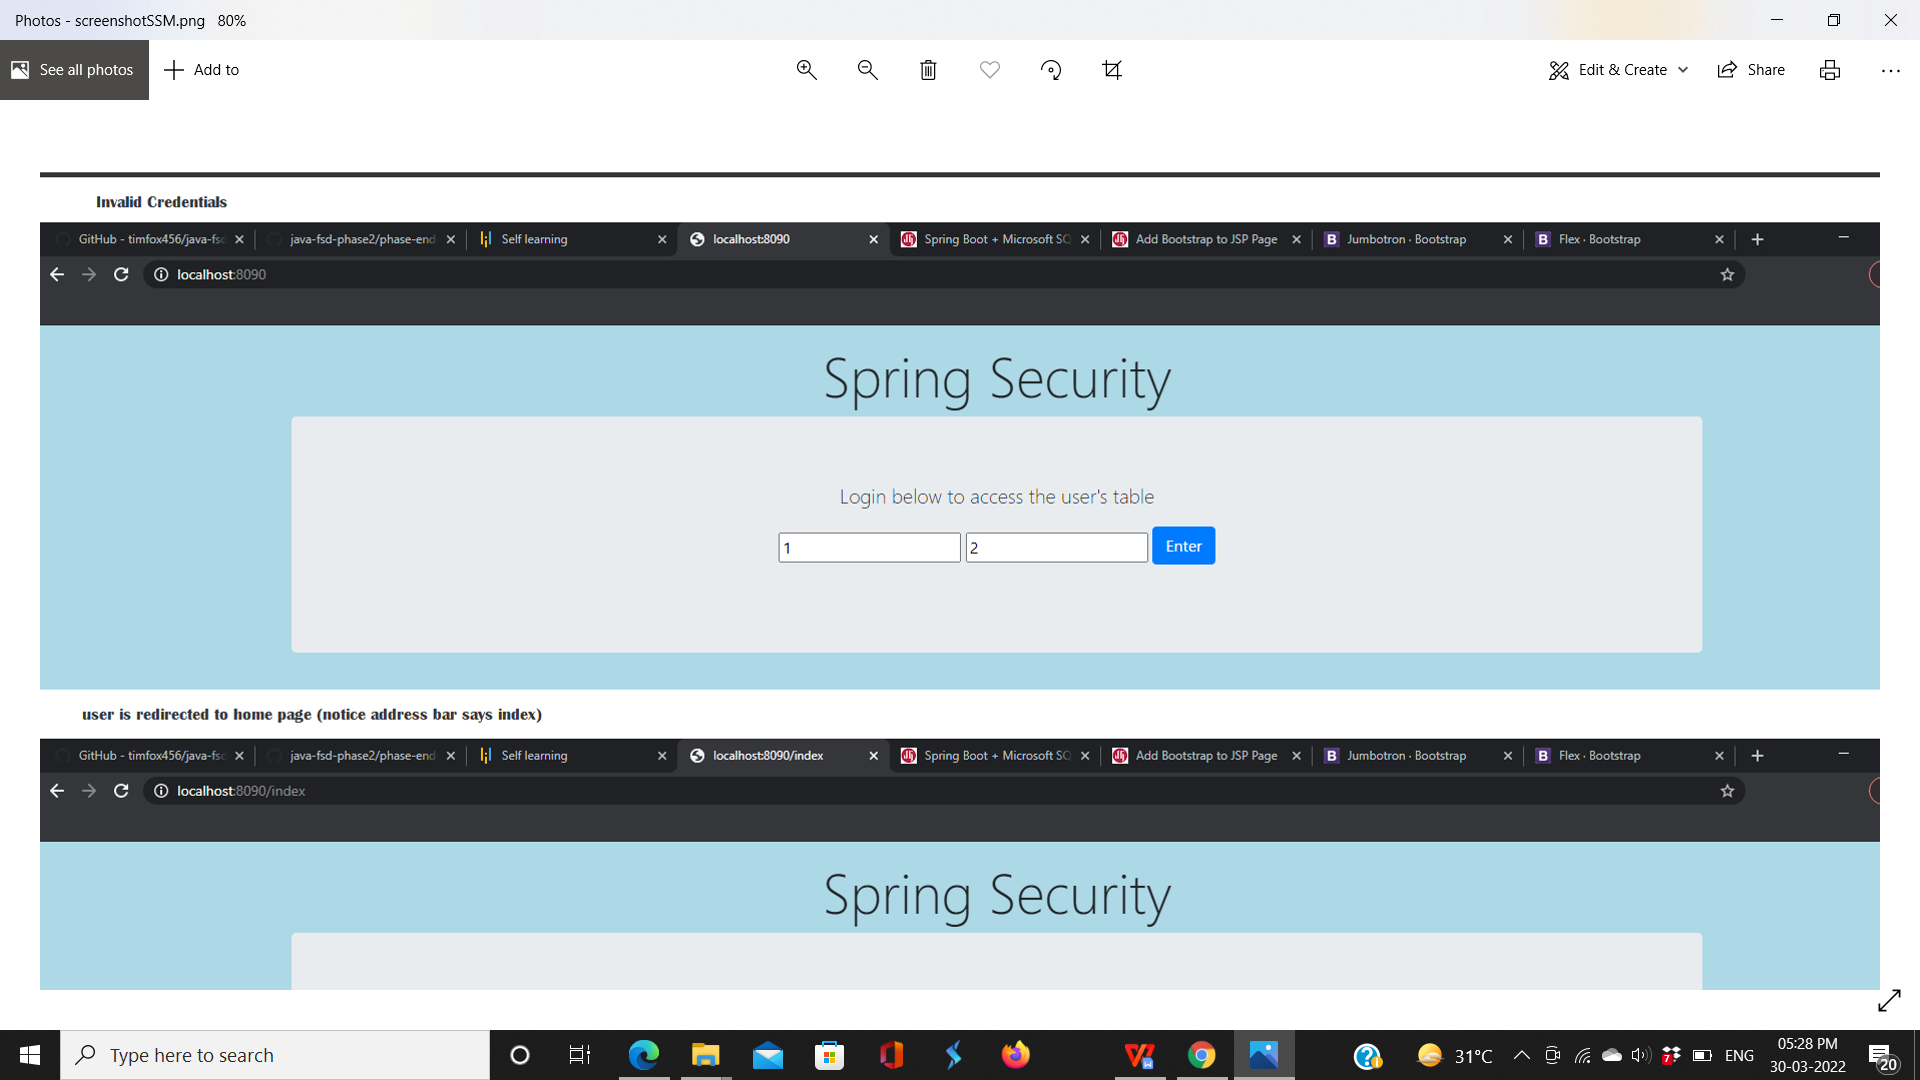 Photos - screenshotSSM.png 80%
See all photos Add to Edit & Create Share
Invalid Credentials
GitHub - timfox456/java-fsd java-fsd-phase2/phase-end Self learning localhost:8090 Spring Boot + Microsoft SQ Add Bootstrap to JSP Page B Jumbotron · Bootstrap B Flex · Bootstrap
localhost:8090
Spring Security
Login below to access the user's table
1 2 Enter
user is redirected to home page (notice address bar says index)
GitHub - timfox456/java-fsd java-fsd-phase2/phase-end Self learning localhost:8090/index Spring Boot + Microsoft SQ Add Bootstrap to JSP Page B Jumbotron · Bootstrap B Flex · Bootstrap
localhost:8090/index
Spring Security
Type here to search 31°C 7 ENG 05:28 PM
30-03-2022 20